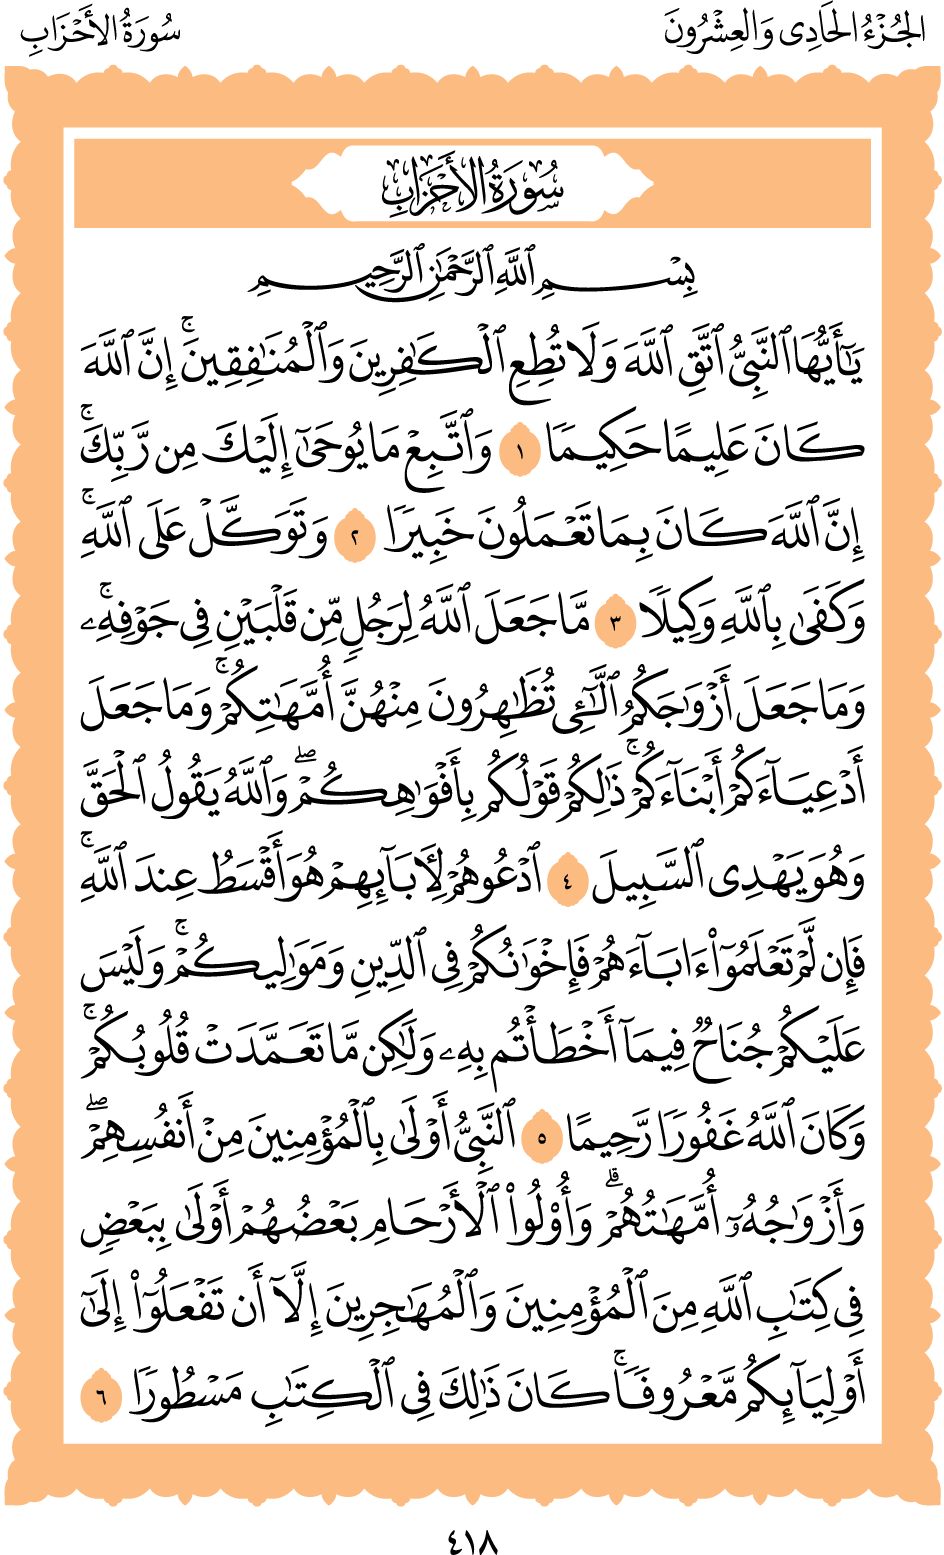 الجُزْءُ الحَادِى وَالعِشْرُونَ
سُورَةُ الأَحْزَابِ
سُورَةُ الأَحْزَابِ
بِسْمِ ٱللَّهِ ٱلرَّحْمَٰنِ ٱلرَّحِيمِ
يَٰٓأَيُّهَا ٱلنَّبِىُّ ٱتَّقِ ٱللَّهَ وَلَا تُطِعِ ٱلْكَٰفِرِينَ وَٱلْمُنَٰفِقِينَۚ إِنَّ ٱللَّهَ
كَانَ عَلِيمًا حَكِيمًا ١ وَٱتَّبِعْ مَا يُوحَىٰٓ إِلَيْكَ مِن رَّبِّكَۚ
إِنَّ ٱللَّهَ كَانَ بِمَا تَعْمَلُونَ خَبِيرًا ٢ وَتَوَكَّلْ عَلَى ٱللَّهِۚ
وَكَفَىٰ بِٱللَّهِ وَكِيلًا ٣ مَّا جَعَلَ ٱللَّهُ لِرَجُلٍ مِّن قَلْبَيْنِ فِى جَوْفِهِۦۚ
وَمَا جَعَلَ أَزْوَٰجَكُمُ ٱلَّٰٓـِٔى تُظَٰهِرُونَ مِنْهُنَّ أُمَّهَٰتِكُمْۚ وَمَا جَعَلَ
أَدْعِيَآءَكُمْ أَبْنَآءَكُمْۚ ذَٰلِكُمْ قَوْلُكُم بِأَفْوَٰهِكُمْۖ وَٱللَّهُ يَقُولُ ٱلْحَقَّ
وَهُوَ يَهْدِى ٱلسَّبِيلَ ٤ ٱدْعُوهُمْ لِـَٔابَآئِهِمْ هُوَ أَقْسَطُ عِندَ ٱللَّهِۚ
فَإِن لَّمْ تَعْلَمُوٓا۟ ءَابَآءَهُمْ فَإِخْوَٰنُكُمْ فِى ٱلدِّينِ وَمَوَٰلِيكُمْۚ وَلَيْسَ
عَلَيْكُمْ جُنَاحٌ فِيمَآ أَخْطَأْتُم بِهِۦ وَلَٰكِن مَّا تَعَمَّدَتْ قُلُوبُكُمْۚ
وَكَانَ ٱللَّهُ غَفُورًا رَّحِيمًا ٥ ٱلنَّبِىُّ أَوْلَىٰ بِٱلْمُؤْمِنِينَ مِنْ أَنفُسِهِمْۖ
وَأَزْوَٰجُهُۥٓ أُمَّهَٰتُهُمْۗ وَأُو۟لُوا۟ ٱلْأَرْحَامِ بَعْضُهُمْ أَوْلَىٰ بِبَعْضٍ
فِى كِتَٰبِ ٱللَّهِ مِنَ ٱلْمُؤْمِنِينَ وَٱلْمُهَٰجِرِينَ إِلَّآ أَن تَفْعَلُوٓا۟ إِلَىٰٓ
أَوْلِيَآئِكُم مَّعْرُوفًاۚ كَانَ ذَٰلِكَ فِى ٱلْكِتَٰبِ مَسْطُورًا ٦
٤١٨